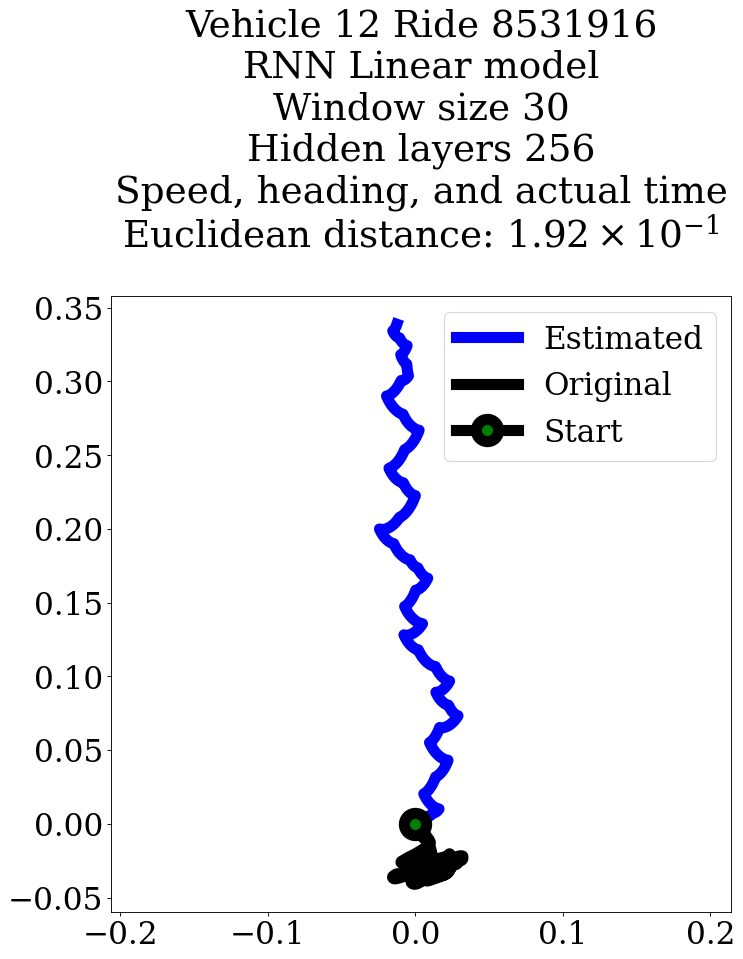 Vehicle 12 Ride 8531916
RNN Linear model
Window size 30
Hidden layers 256
Speed, heading, and actual time
Euclidean distance: 1.92 × 10⁻¹
0.35
0.30
0.25
0.20
0.15
0.10
0.05
0.00
−0.05
Estimated
Original
Start
−0.2 −0.1 0.0 0.1 0.2